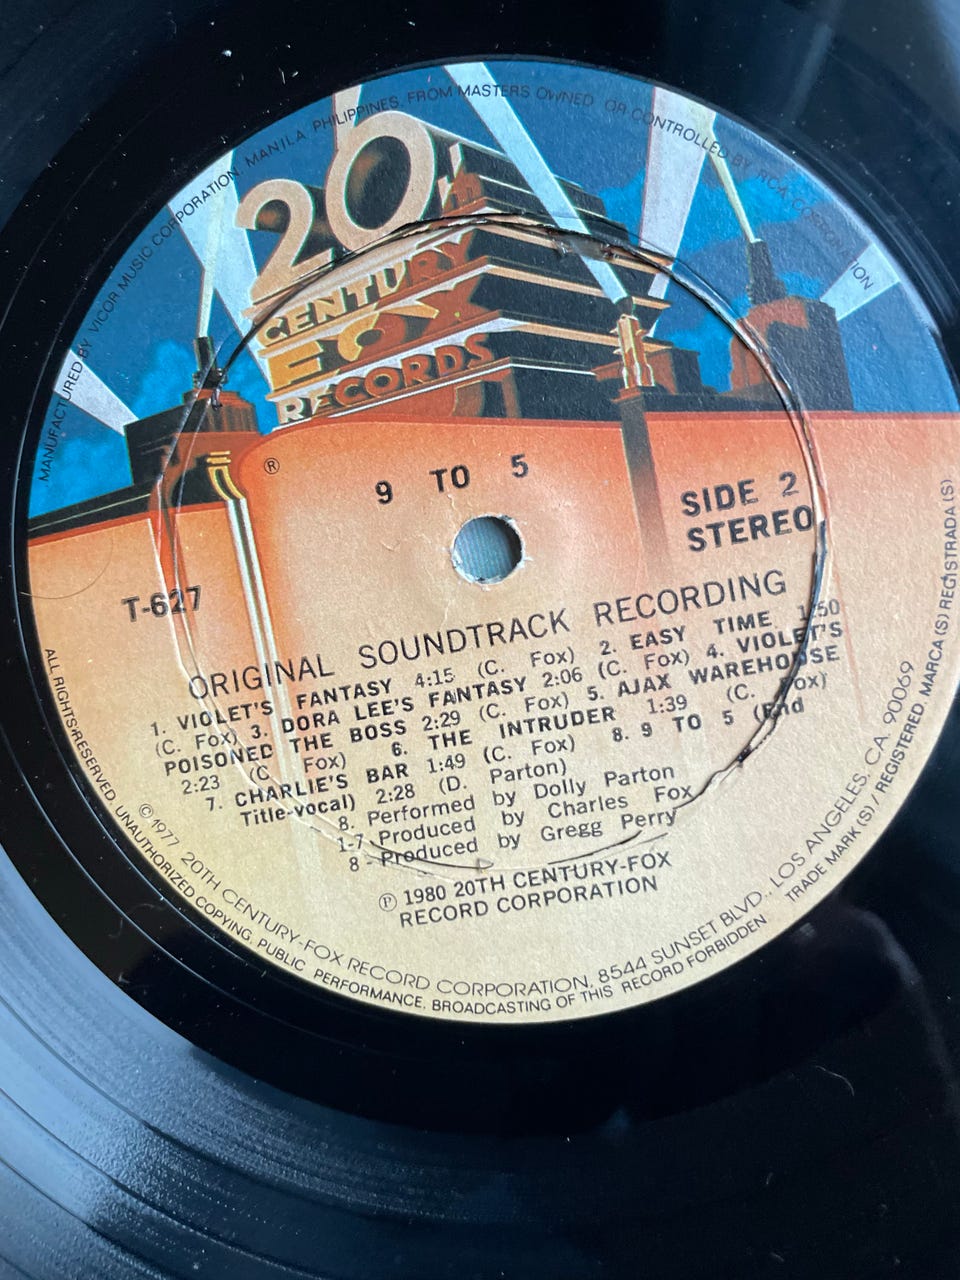 MANUFACTURED BY VICOR MUSIC CORPORATION, MANILA PHILIPPINES, FROM MASTERS OWNED OR CONTROLLED BY RCA CORPORATION
20th
CENTURY
FOX
RECORDS
®
9 TO 5
SIDE 2
STEREO
T-627
ORIGINAL SOUNDTRACK RECORDING
1. VIOLET'S FANTASY 4:15 (C. Fox) 2. EASY TIME 1:50
(C. Fox) 3. DORA LEE'S FANTASY 2:06 (C. Fox) 4. VIOLET'S
POISONED THE BOSS 2:29 (C. Fox) 5. AJAX WAREHOUSE
2:23 (C Fox) 6. THE INTRUDER 1:39 (C. Fox)
7. CHARLIE'S BAR 1:49 (C. Fox) 8. 9 TO 5 (End
Title-vocal) 2:28 (D. Parton)
8. Performed by Dolly Parton
1-7 Produced by Charles Fox
8 - Produced by Gregg Perry
℗ 1980 20TH CENTURY-FOX
RECORD CORPORATION
© 1977 20TH CENTURY-FOX RECORD CORPORATION, 8544 SUNSET BLVD., LOS ANGELES, CA. 90069
ALL RIGHTS RESERVED. UNAUTHORIZED COPYING, PUBLIC PERFORMANCE, BROADCASTING OF THIS RECORD FORBIDDEN TRADE MARK (S) / REGISTERED. MARCA (S) REGISTRADA (S)